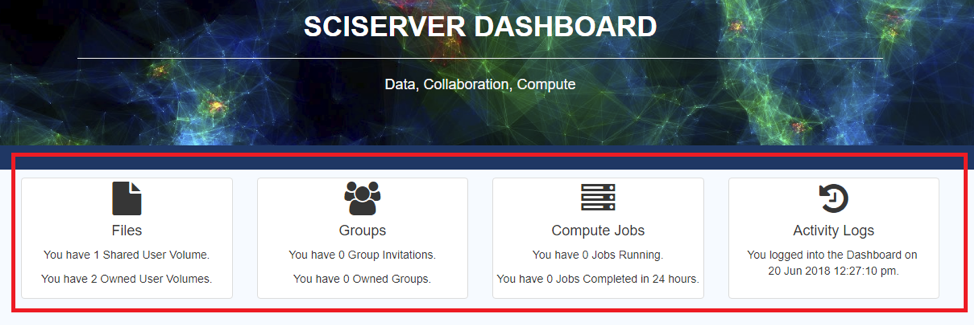 SCISERVER DASHBOARD
Data, Collaboration, Compute
Files
You have 1 Shared User Volume.
You have 2 Owned User Volumes.
Groups
You have 0 Group Invitations.
You have 0 Owned Groups.
Compute Jobs
You have 0 Jobs Running.
You have 0 Jobs Completed in 24 hours.
Activity Logs
You logged into the Dashboard on
20 Jun 2018 12:27:10 pm.